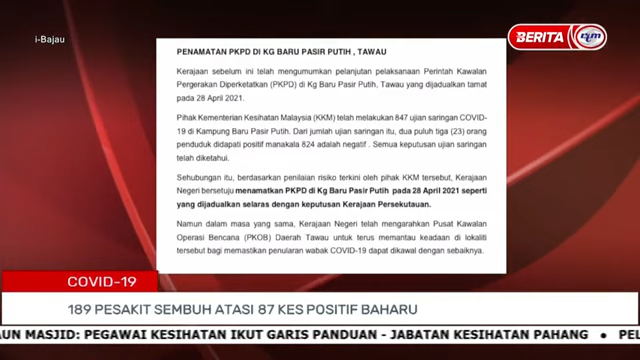 i-Bajau
BERITA rtm
PENAMATAN PKPD DI KG BARU PASIR PUTIH , TAWAU
Kerajaan sebelum ini telah mengumumkan pelanjutan pelaksanaan Perintah Kawalan
Pergerakan Diperketatkan (PKPD) di Kg Baru Pasir Putih, Tawau yang dijadualkan tamat
pada 28 April 2021.
Pihak Kementerian Kesihatan Malaysia (KKM) telah melakukan 847 ujian saringan COVID-
19 di Kampung Baru Pasir Putih. Dari jumlah ujian saringan itu, dua puluh tiga (23) orang
penduduk didapati positif manakala 824 adalah negatif . Semua keputusan ujian saringan
telah diketahui.
Sehubungan itu, berdasarkan penilaian risiko terkini oleh pihak KKM tersebut, Kerajaan
Negeri bersetuju menamatkan PKPD di Kg Baru Pasir Putih pada 28 April 2021 seperti
yang dijadualkan selaras dengan keputusan Kerajaan Persekutauan.
Namun dalam masa yang sama, Kerajaan Negeri telah mengarahkan Pusat Kawalan
Operasi Bencana (PKOB) Daerah Tawau untuk terus memantau keadaan di lokaliti
tersebut bagi memastikan penularan wabak COVID-19 dapat dikawal dengan sebaiknya.
COVID-19
189 PESAKIT SEMBUH ATASI 87 KES POSITIF BAHARU
AUN MASJID: PEGAWAI KESIHATAN IKUT GARIS PANDUAN - JABATAN KESIHATAN PAHANG • PEL